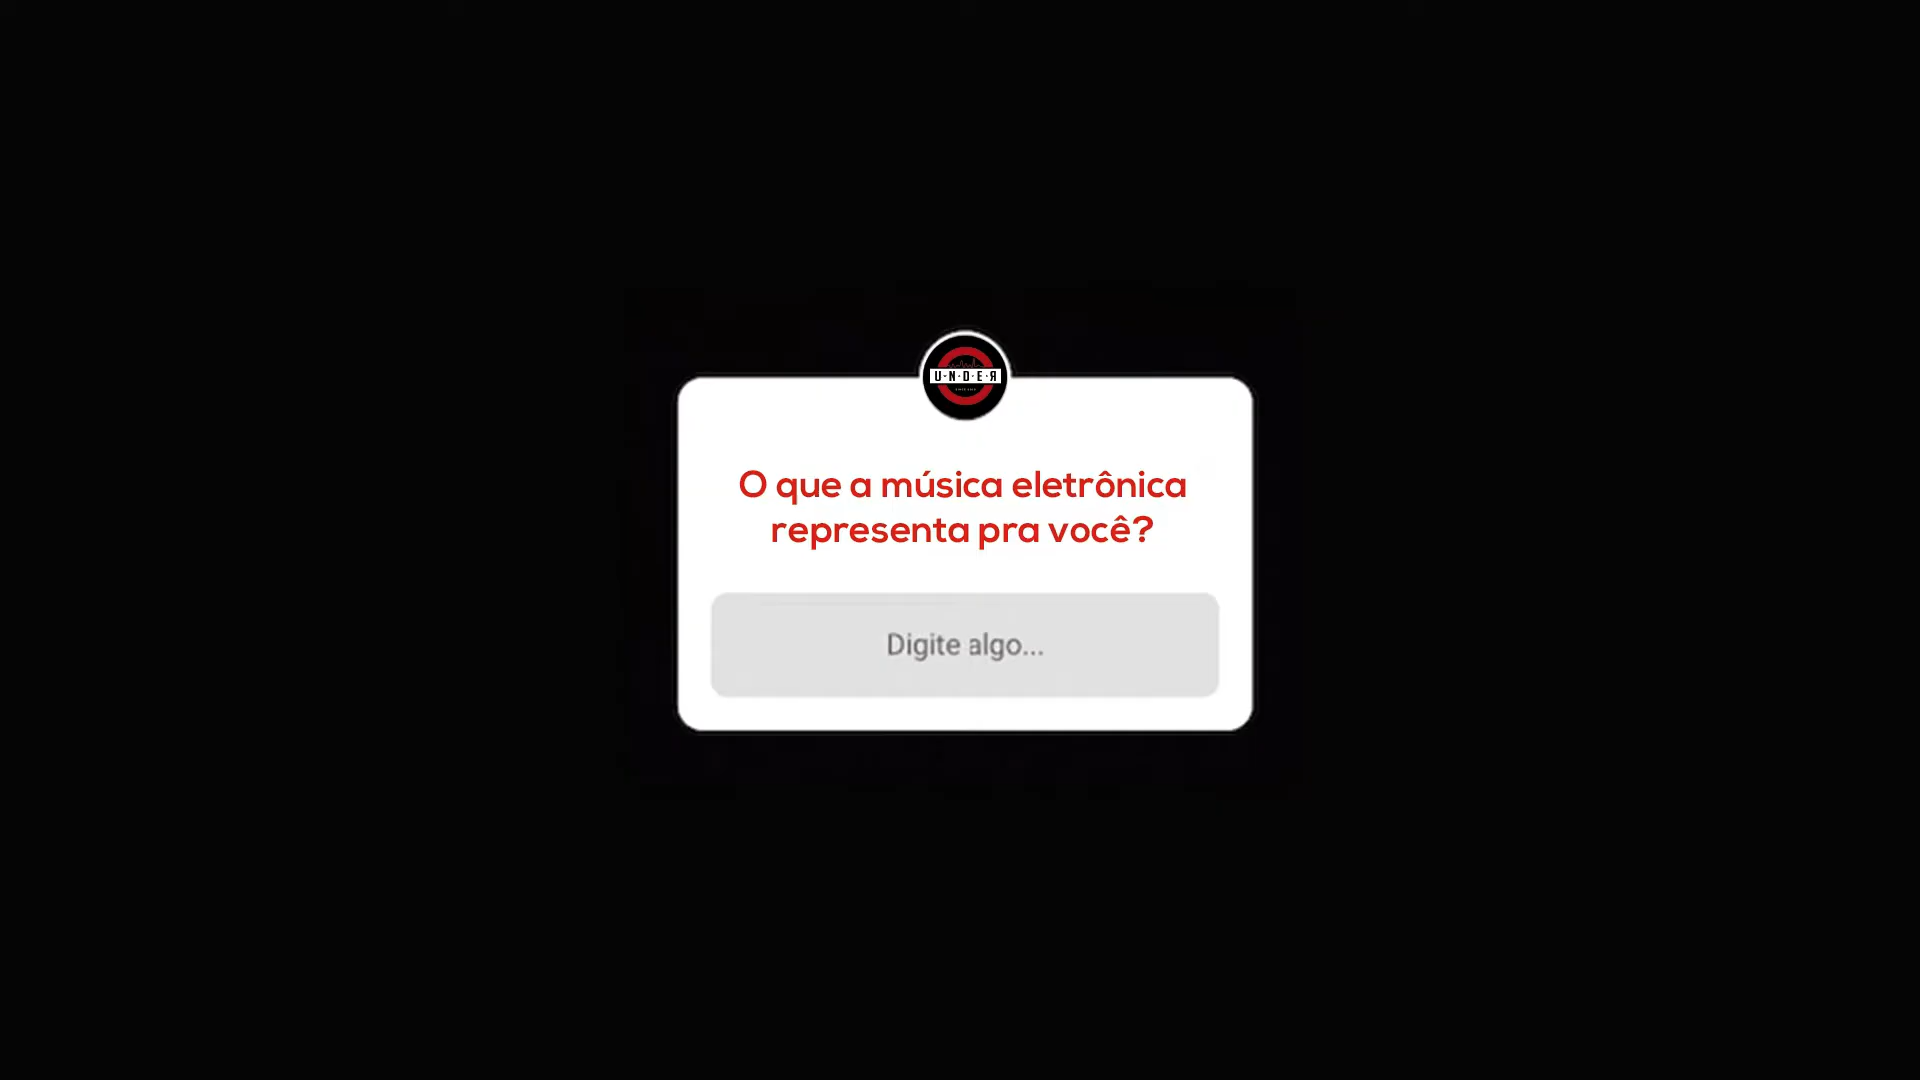 U·N·D·E·R
O que a música eletrônica
representa pra você?
Digite algo...